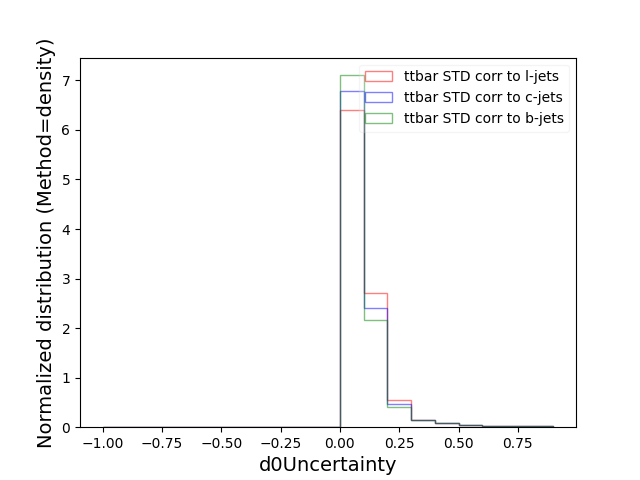 ttbar STD corr to l-jets
ttbar STD corr to c-jets
ttbar STD corr to b-jets
Normalized distribution (Method=density)
7
6
5
4
3
2
1
0
−1.00 −0.75 −0.50 −0.25 0.00 0.25 0.50 0.75
d0Uncertainty